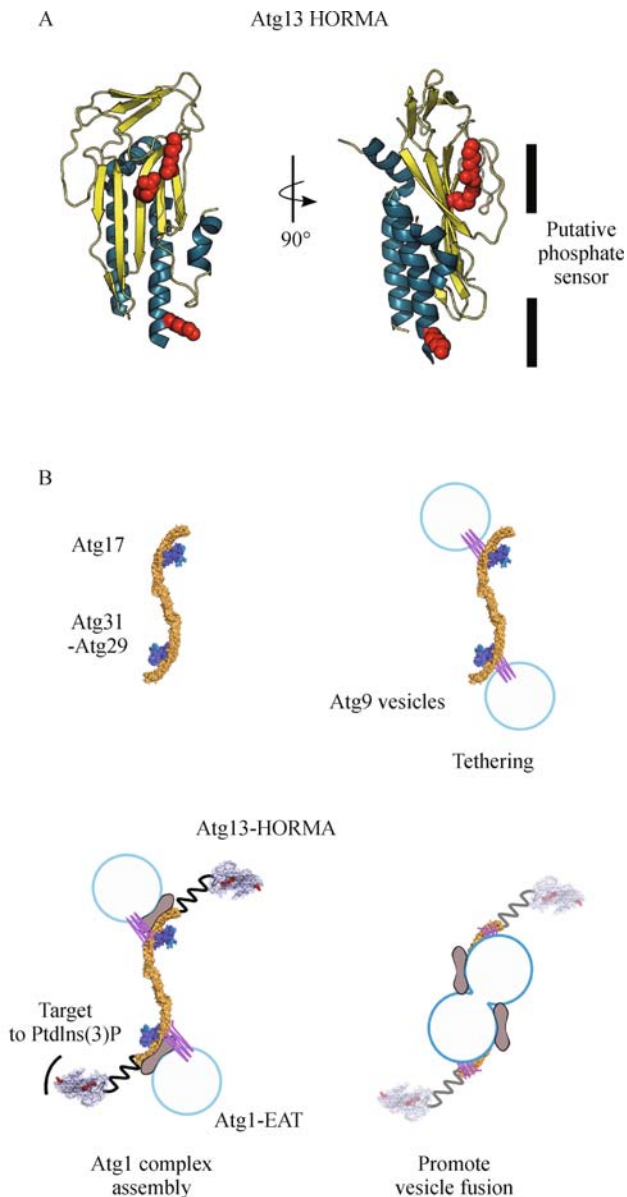 A
Atg13 HORMA
90°
Putative
phosphate
sensor
B
Atg17
Atg31
-Atg29
Atg9 vesicles
Tethering
Atg13-HORMA
Target
to PtdIns(3)P
Atg1-EAT
Atg1 complex
assembly
Promote
vesicle fusion